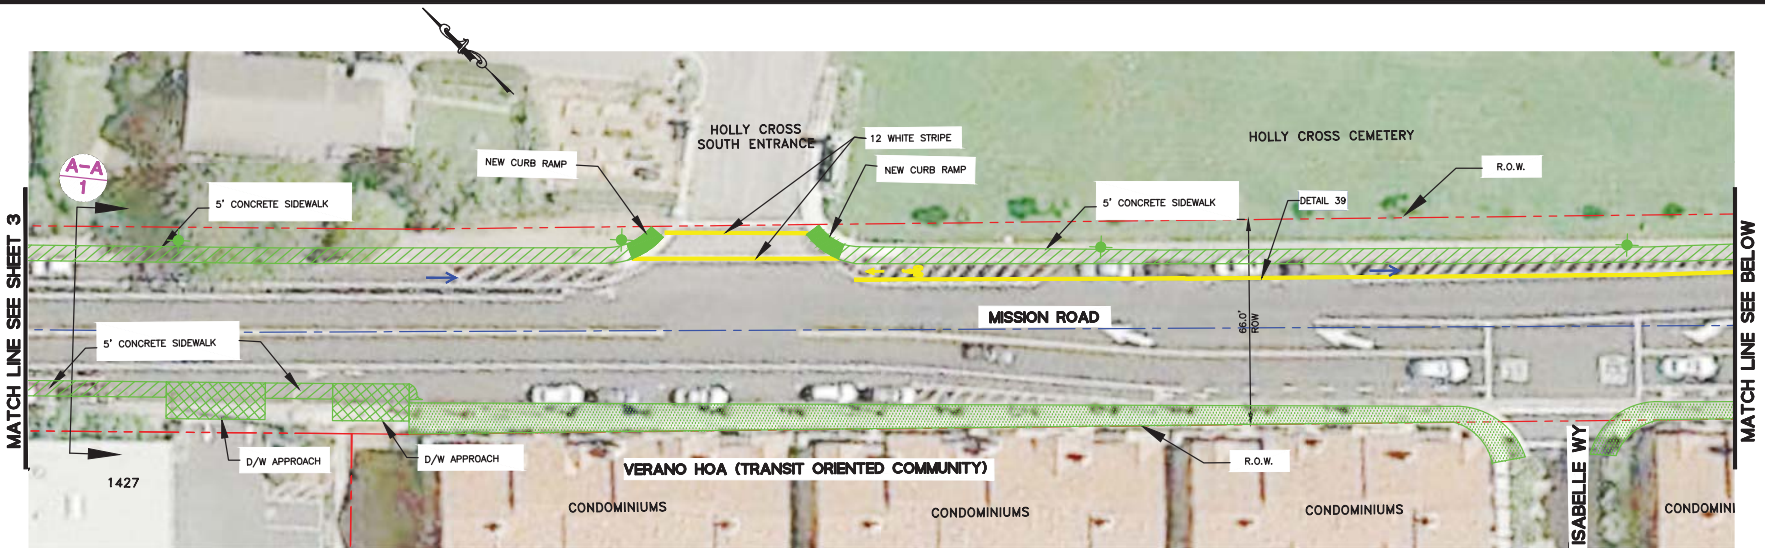 HOLLY CROSS
SOUTH ENTRANCE
12 WHITE STRIPE
HOLLY CROSS CEMETERY
NEW CURB RAMP
NEW CURB RAMP
R.O.W.
A-A
1
5' CONCRETE SIDEWALK
5' CONCRETE SIDEWALK
DETAIL 39
MATCH LINE SEE SHEET 3
MATCH LINE SEE BELOW
MISSION ROAD
66.0'
ROW
5' CONCRETE SIDEWALK
D/W APPROACH
D/W APPROACH
VERANO HOA (TRANSIT ORIENTED COMMUNITY)
R.O.W.
ISABELLE WY
1427
CONDOMINIUMS
CONDOMINIUMS
CONDOMINIUMS
CONDOMINI